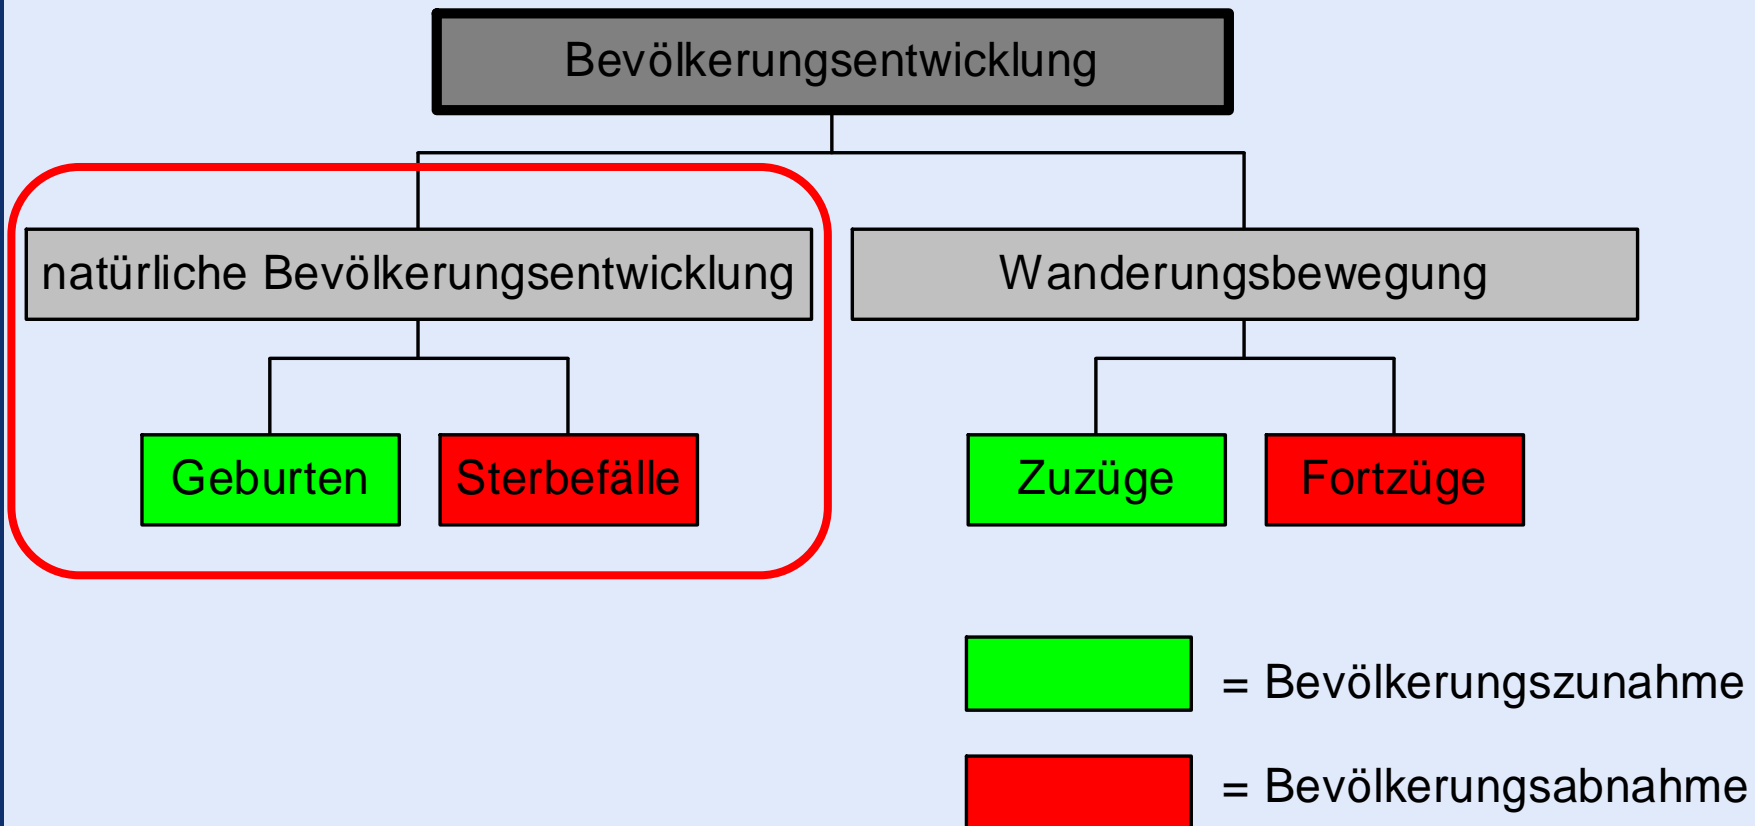 Bevölkerungsentwicklung
natürliche Bevölkerungsentwicklung
Wanderungsbewegung
Geburten
Sterbefälle
Zuzüge
Fortzüge
= Bevölkerungszunahme
= Bevölkerungsabnahme